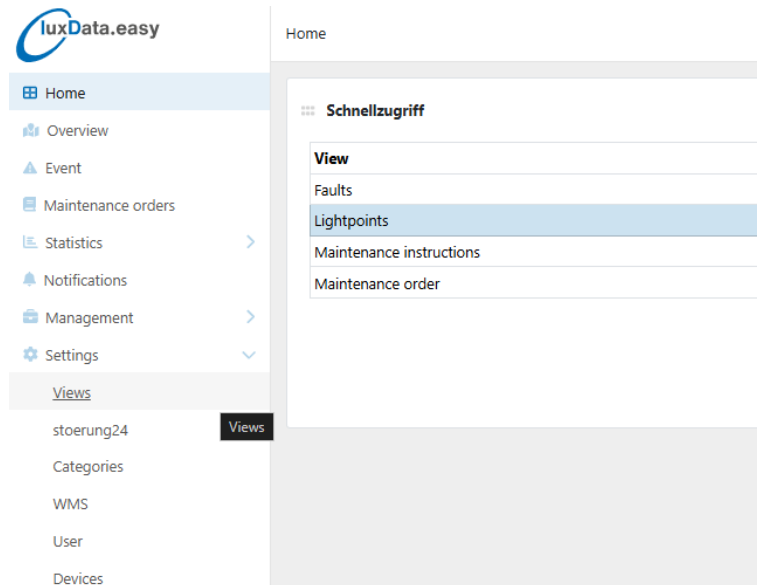 luxData.easy
Home
Overview
Event
Maintenance orders
Statistics
Notifications
Management
Settings
Views
stoerung24
Views
Categories
WMS
User
Devices
Home
Schnellzugriff
View
Faults
Lightpoints
Maintenance instructions
Maintenance order